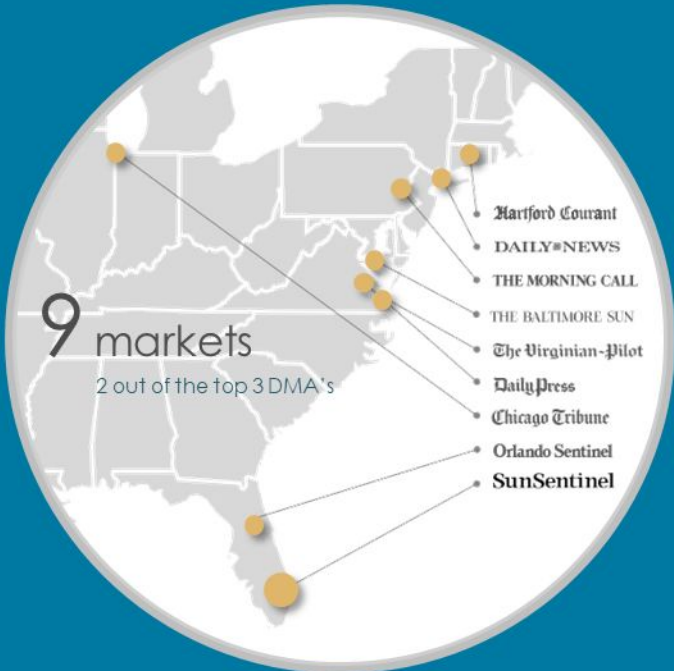 9 markets
2 out of the top 3 DMA's
Hartford Courant
DAILY NEWS
THE MORNING CALL
THE BALTIMORE SUN
The Virginian-Pilot
Daily Press
Chicago Tribune
Orlando Sentinel
SunSentinel